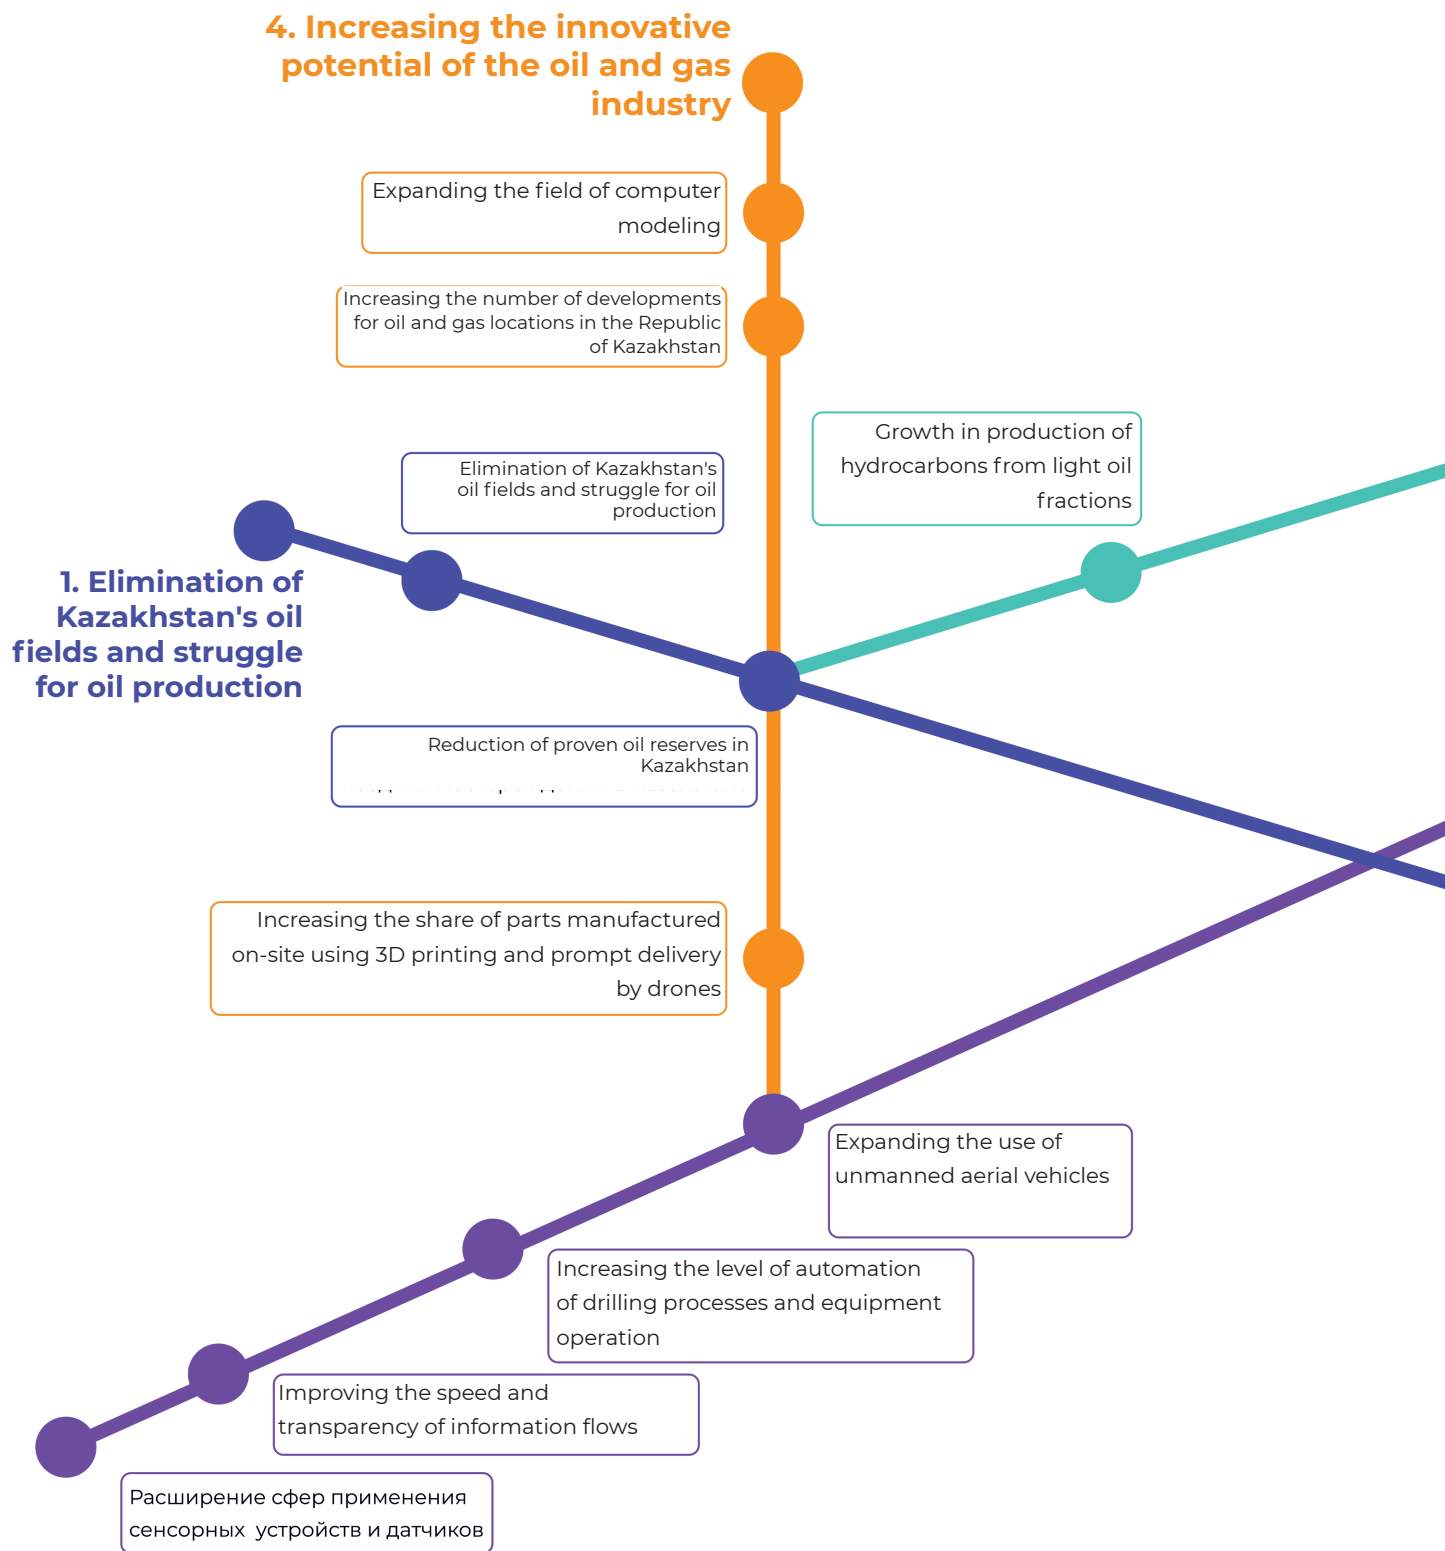 4. Increasing the innovative
potential of the oil and gas
industry
Expanding the field of computer
modeling
Increasing the number of developments
for oil and gas locations in the Republic
of Kazakhstan
Elimination of Kazakhstan's
oil fields and struggle for oil
production
Growth in production of
hydrocarbons from light oil
fractions
1. Elimination of
Kazakhstan's oil
fields and struggle
for oil production
Reduction of proven oil reserves in
Kazakhstan
Increasing the share of parts manufactured
on-site using 3D printing and prompt delivery
by drones
Expanding the use of
unmanned aerial vehicles
Increasing the level of automation
of drilling processes and equipment
operation
Improving the speed and
transparency of information flows
Расширение сфер применения
сенсорных устройств и датчиков